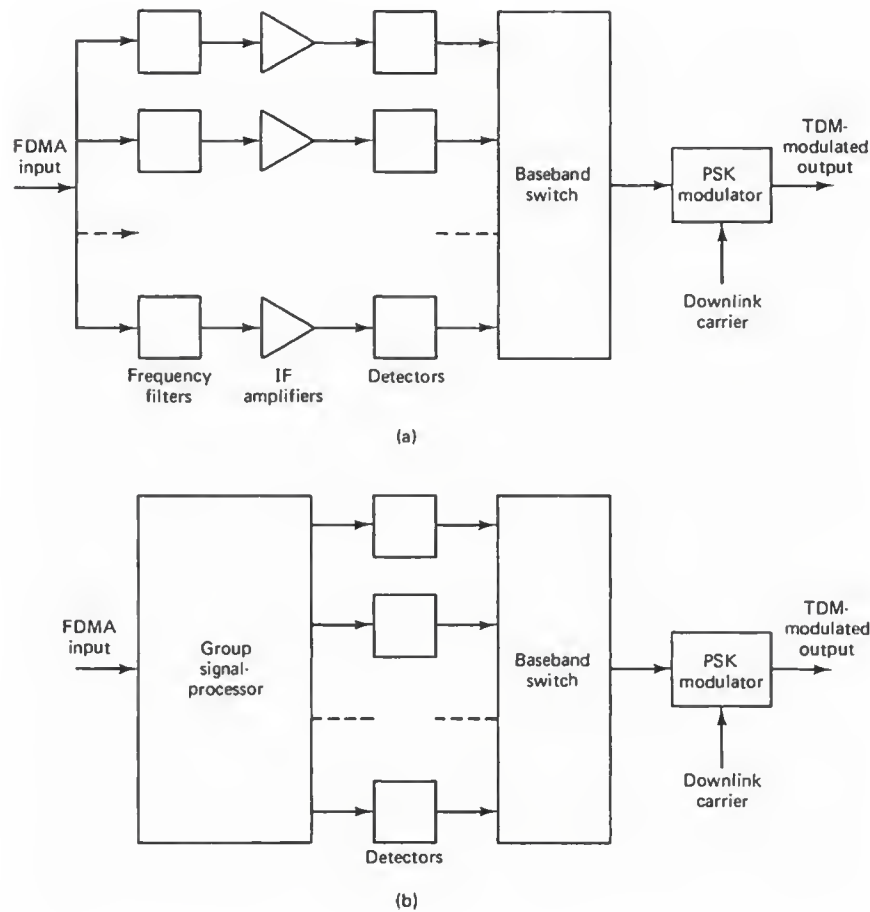 FDMA
input
Baseband
switch
PSK
modulator
TDM-
modulated
output
Downlink
carrier
Frequency
filters
IF
amplifiers
Detectors
(a)
FDMA
input
Group
signal-
processor
Baseband
switch
PSK
modulator
TDM-
modulated
output
Downlink
carrier
Detectors
(b)